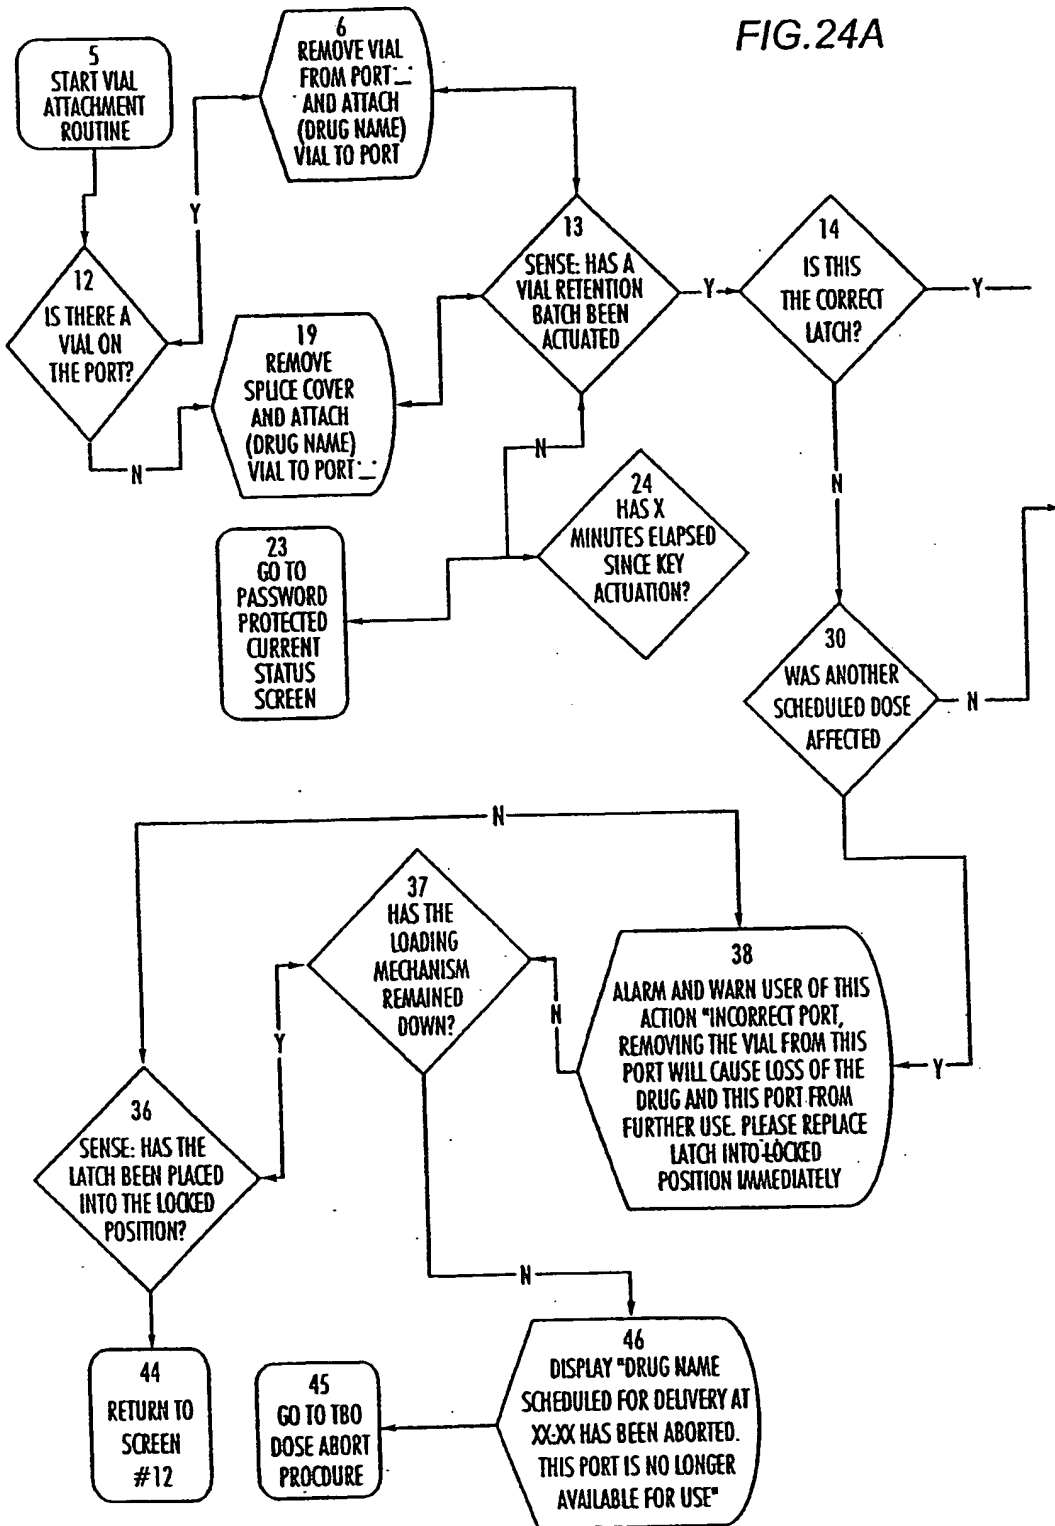 FIG.24A
5
START VIAL
ATTACHMENT
ROUTINE
6
REMOVE VIAL
FROM PORT_
AND ATTACH
(DRUG NAME)
VIAL TO PORT
Y
12
IS THERE A
VIAL ON
THE PORT?
N
19
REMOVE
SPLICE COVER
AND ATTACH
(DRUG NAME)
VIAL TO PORT_
13
SENSE: HAS A
VIAL RETENTION
BATCH BEEN
ACTUATED
Y
14
IS THIS
THE CORRECT
LATCH?
Y
N
N
24
HAS X
MINUTES ELAPSED
SINCE KEY
ACTUATION?
23
GO TO
PASSWORD
PROTECTED
CURRENT
STATUS
SCREEN
30
WAS ANOTHER
SCHEDULED DOSE
AFFECTED
N
N
37
HAS THE
LOADING
MECHANISM
REMAINED
DOWN?
N
38
ALARM AND WARN USER OF THIS
ACTION "INCORRECT PORT,
REMOVING THE VIAL FROM THIS
PORT WILL CAUSE LOSS OF THE
DRUG AND THIS PORT FROM
FURTHER USE. PLEASE REPLACE
LATCH INTO LOCKED
POSITION IMMEDIATELY
Y
Y
36
SENSE: HAS THE
LATCH BEEN PLACED
INTO THE LOCKED
POSITION?
N
44
RETURN TO
SCREEN
#12
45
GO TO TBO
DOSE ABORT
PROCDURE
46
DISPLAY "DRUG NAME
SCHEDULED FOR DELIVERY AT
XX:XX HAS BEEN ABORTED.
THIS PORT IS NO LONGER
AVAILABLE FOR USE"